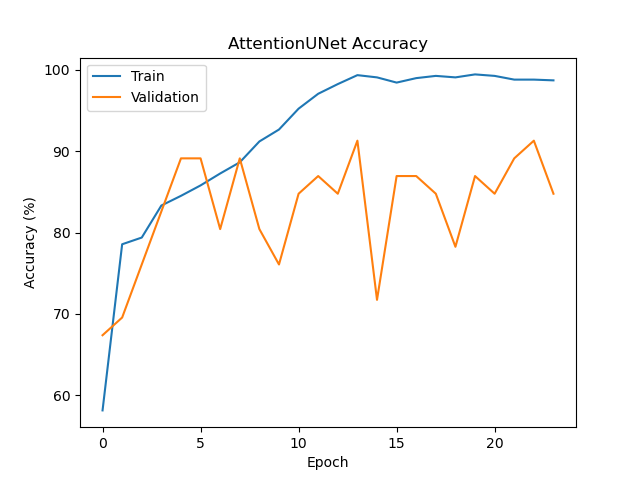 AttentionUNet Accuracy
Train
Validation
100
90
80
70
60
Accuracy (%)
0 5 10 15 20
Epoch